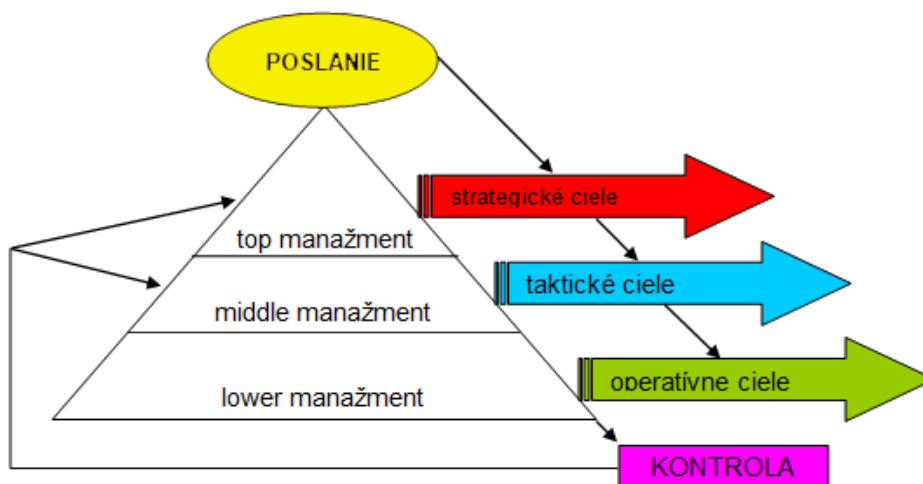 POSLANIE
strategické ciele
top manažment
taktické ciele
middle manažment
operatívne ciele
lower manažment
KONTROLA